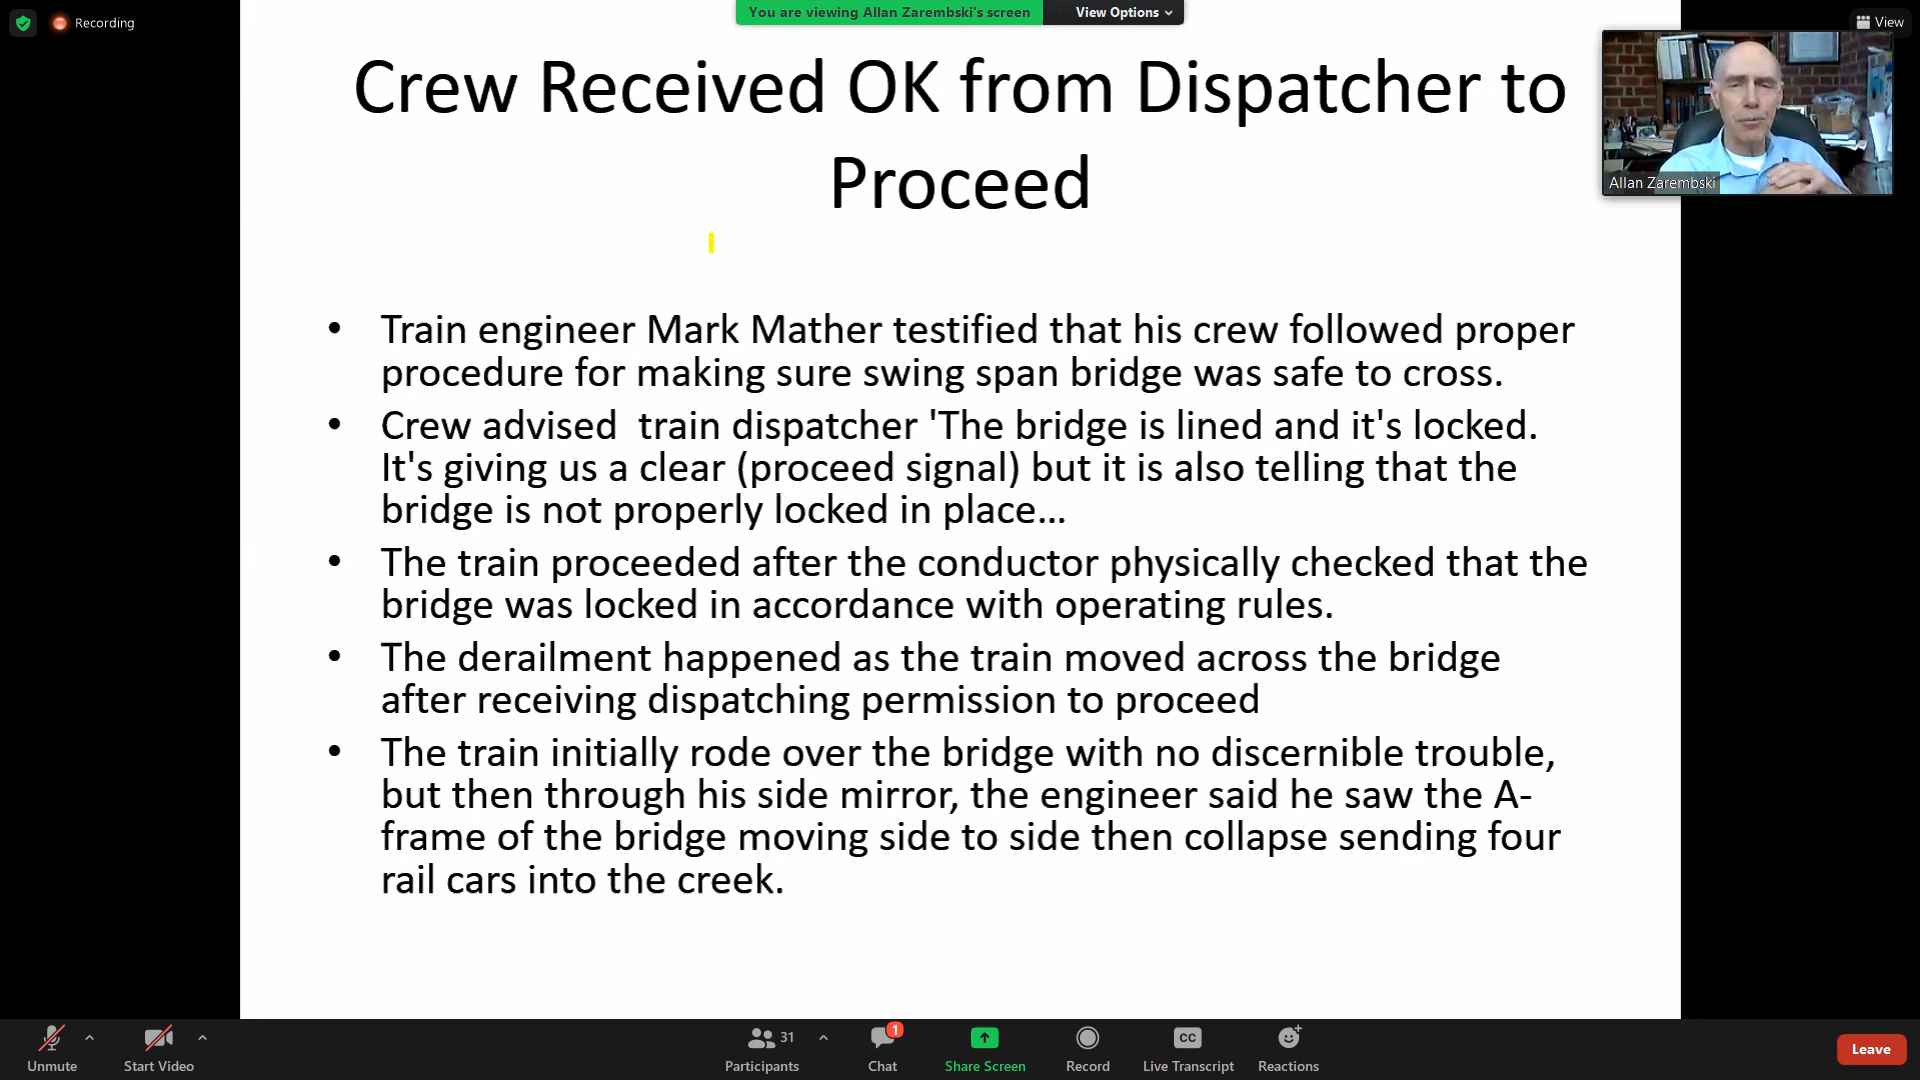 Recording
You are viewing Allan Zarembski's screen
View Options
View
Crew Received OK from Dispatcher to
Proceed
Allan Zarembski
• Train engineer Mark Mather testified that his crew followed proper
procedure for making sure swing span bridge was safe to cross.
• Crew advised  train dispatcher 'The bridge is lined and it's locked.
It's giving us a clear (proceed signal) but it is also telling that the
bridge is not properly locked in place...
• The train proceeded after the conductor physically checked that the
bridge was locked in accordance with operating rules.
• The derailment happened as the train moved across the bridge
after receiving dispatching permission to proceed
• The train initially rode over the bridge with no discernible trouble,
but then through his side mirror, the engineer said he saw the A-
frame of the bridge moving side to side then collapse sending four
rail cars into the creek.
Unmute
Start Video
31
Participants
1
Chat
Share Screen
Record
CC
Live Transcript
Reactions
Leave